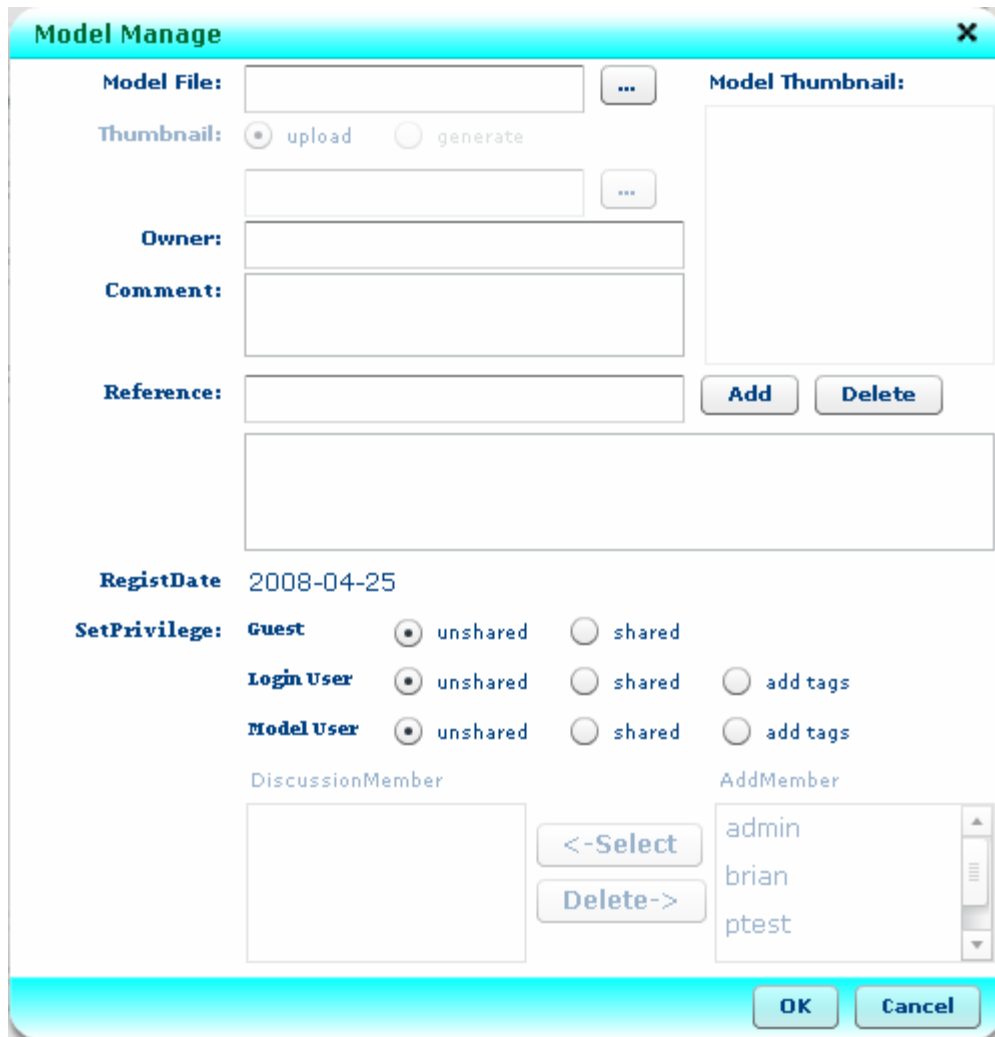 Model Manage
Model File:
...
Model Thumbnail:
Thumbnail:
upload
generate
...
Owner:
Comment:
Reference:
Add
Delete
RegistDate
2008-04-25
SetPrivilege:
Guest
unshared
shared
Login User
unshared
shared
add tags
Model User
unshared
shared
add tags
DiscussionMember
AddMember
<-Select
Delete->
admin
brian
ptest
OK
Cancel